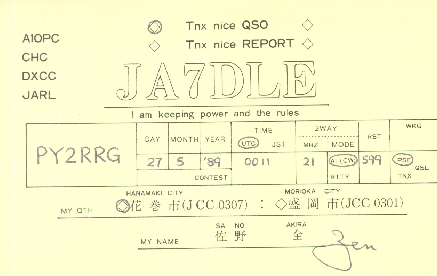 Tnx nice QSO
Tnx nice REPORT
A1OPC
CHC
DXCC
JARL
JA7DLE
I am keeping power and the rules
DAY MONTH YEAR TIME 2WAY RST WKG
UTC JST MHZ MODE
PY2RRG 27 5 '89 0011 21 CW 599 PSE QSL
CONTEST RTTY TNX
HANAMAKI CITY MORIOKA CITY
MY QTH 花巻市(JCC 0307) : 盛岡市(JCC 0301)
SA NO AKIRA
MY NAME 佐野 全 Zen